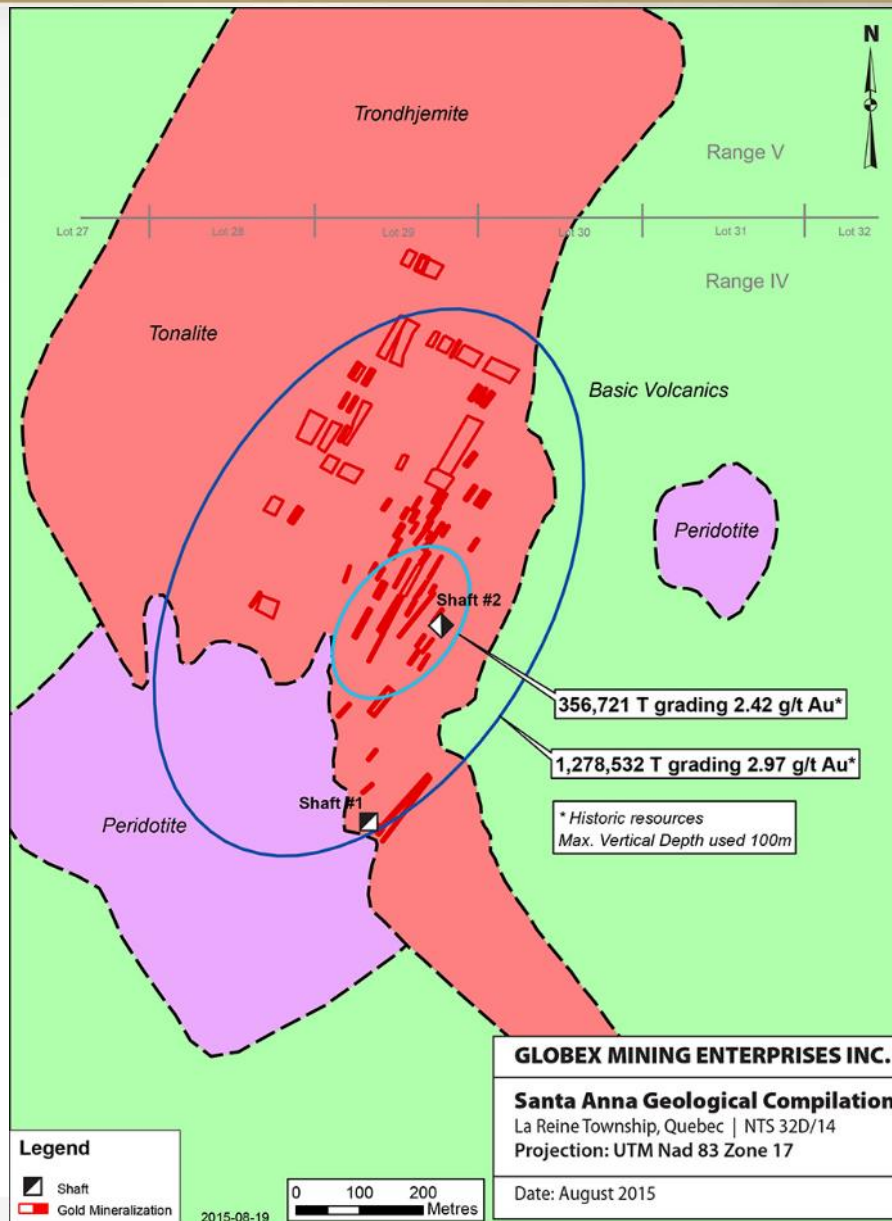 N
Trondhjemite
Range V
Lot 27
Lot 28
Lot 29
Lot 30
Lot 31
Lot 32
Range IV
Tonalite
Basic Volcanics
Peridotite
Shaft #2
356,721 T grading 2.42 g/t Au*
1,278,532 T grading 2.97 g/t Au*
Shaft #1
* Historic resources
Max. Vertical Depth used 100m
Peridotite
GLOBEX MINING ENTERPRISES INC.
Santa Anna Geological Compilation
La Reine Township, Quebec | NTS 32D/14
Projection: UTM Nad 83 Zone 17
Date: August 2015
Legend
Shaft
Gold Mineralization
2015-08-19
0 100 200
Metres